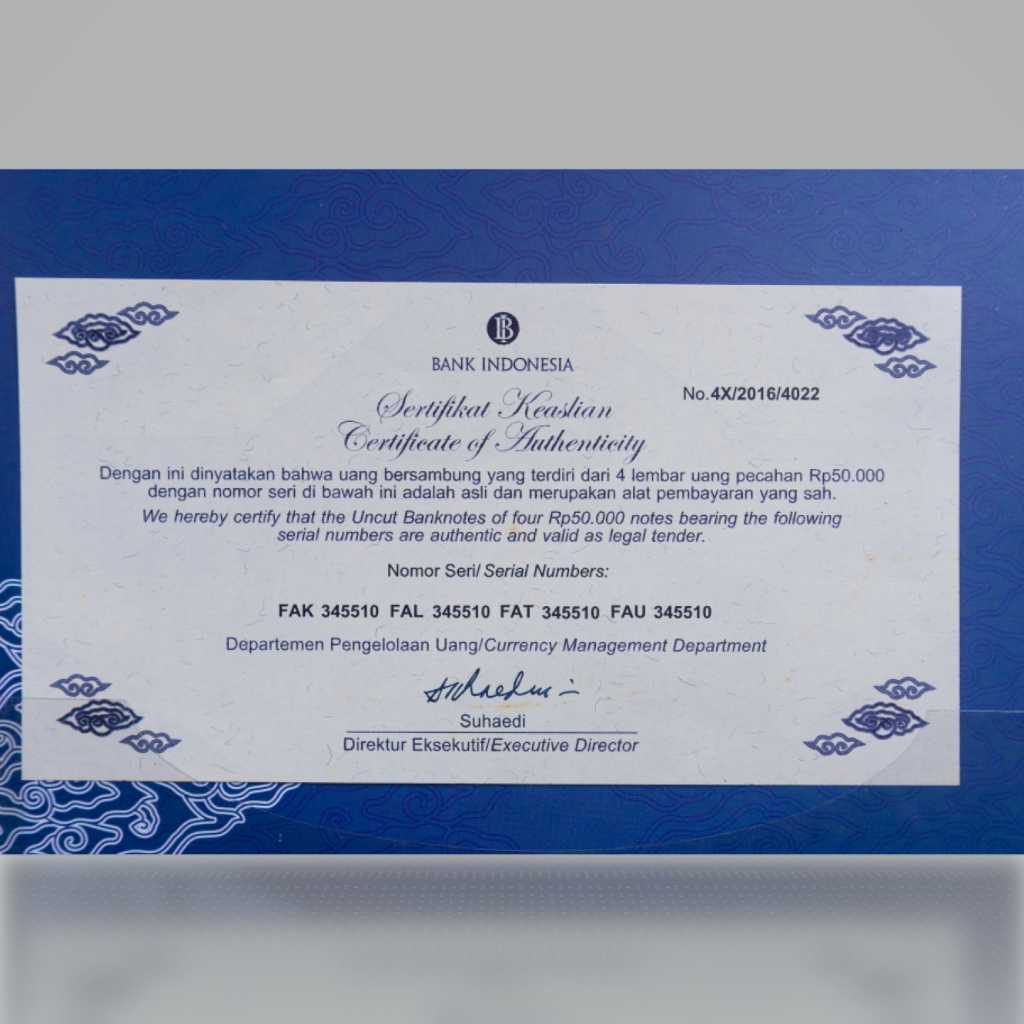 BANK INDONESIA
No.4X/2016/4022
Sertifikat Keaslian
Certificate of Authenticity
Dengan ini dinyatakan bahwa uang bersambung yang terdiri dari 4 lembar uang pecahan Rp50.000
dengan nomor seri di bawah ini adalah asli dan merupakan alat pembayaran yang sah.
We hereby certify that the Uncut Banknotes of four Rp50.000 notes bearing the following
serial numbers are authentic and valid as legal tender.
Nomor Seri/Serial Numbers:
FAK 345510 FAL 345510 FAT 345510 FAU 345510
Departemen Pengelolaan Uang/Currency Management Department
Suhaedi
Direktur Eksekutif/Executive Director